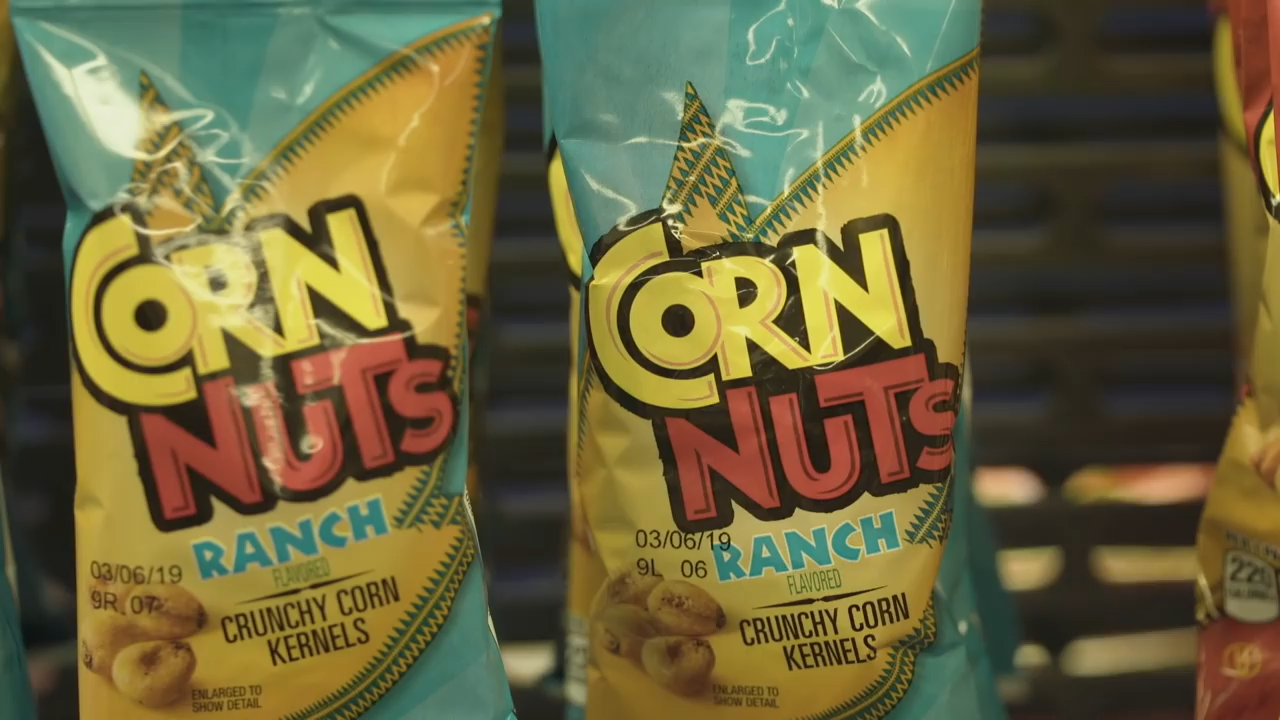 CORN
NUTS
RANCH
FLAVORED
03/06/19
9R 07
CRUNCHY CORN
KERNELS
ENLARGED TO
SHOW DETAIL
CORN
NUTS
03/06/19
RANCH
9L 06
FLAVORED
CRUNCHY CORN
KERNELS
ENLARGED TO
SHOW DETAIL
220